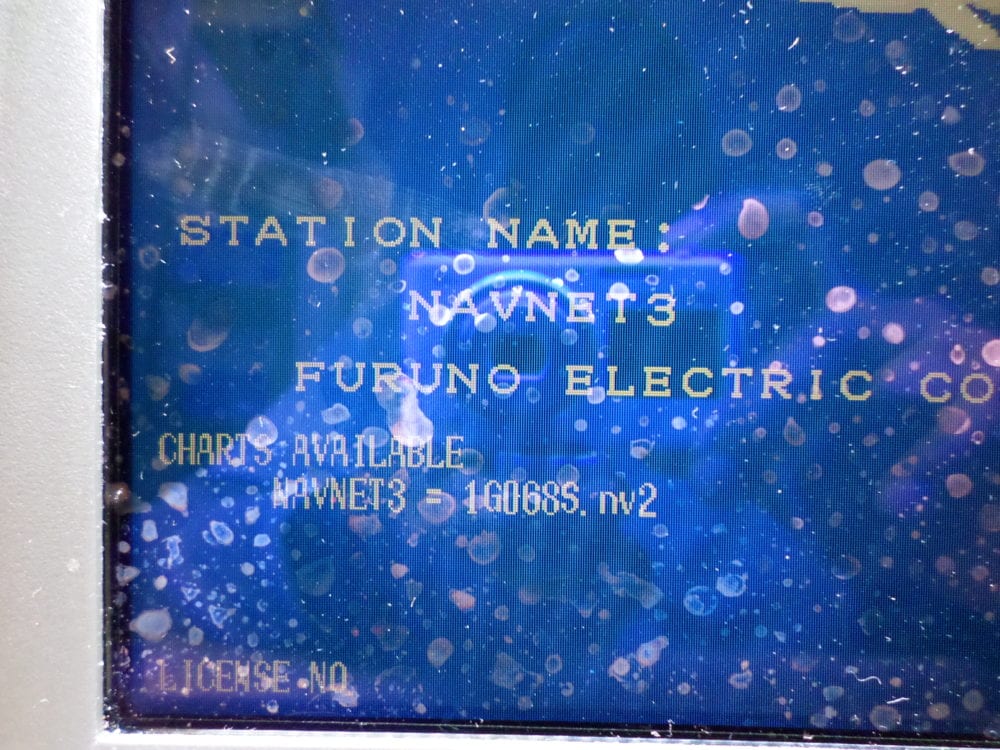 STATION NAME:
NAVNET3
FURUNO ELECTRIC CO
CHARTS AVAILABLE
NAVNET3 = 1G068S.nv2
LICENSE NO